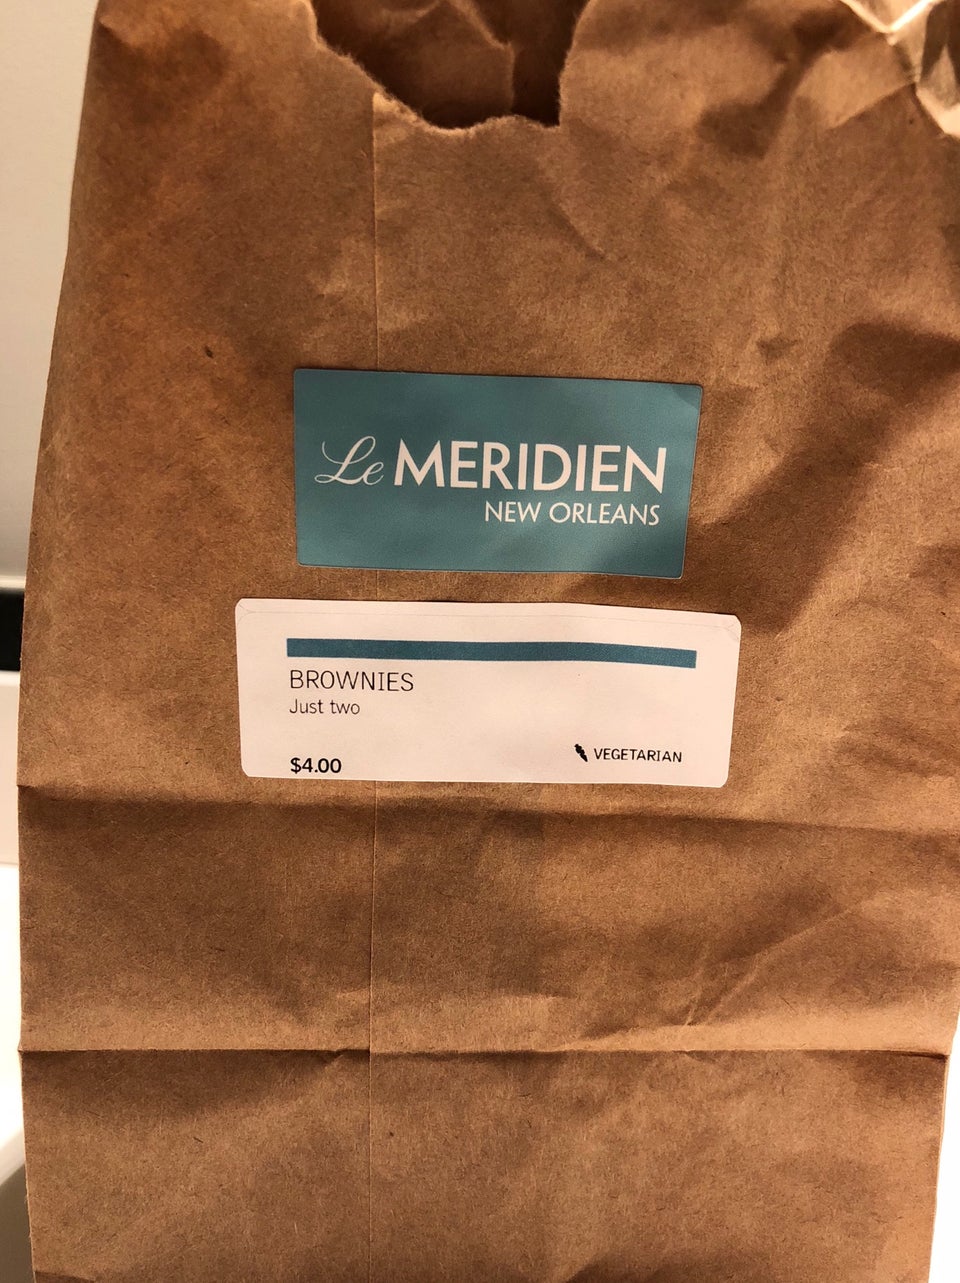 Le MERIDIEN
NEW ORLEANS
BROWNIES
Just two
$4.00
VEGETARIAN